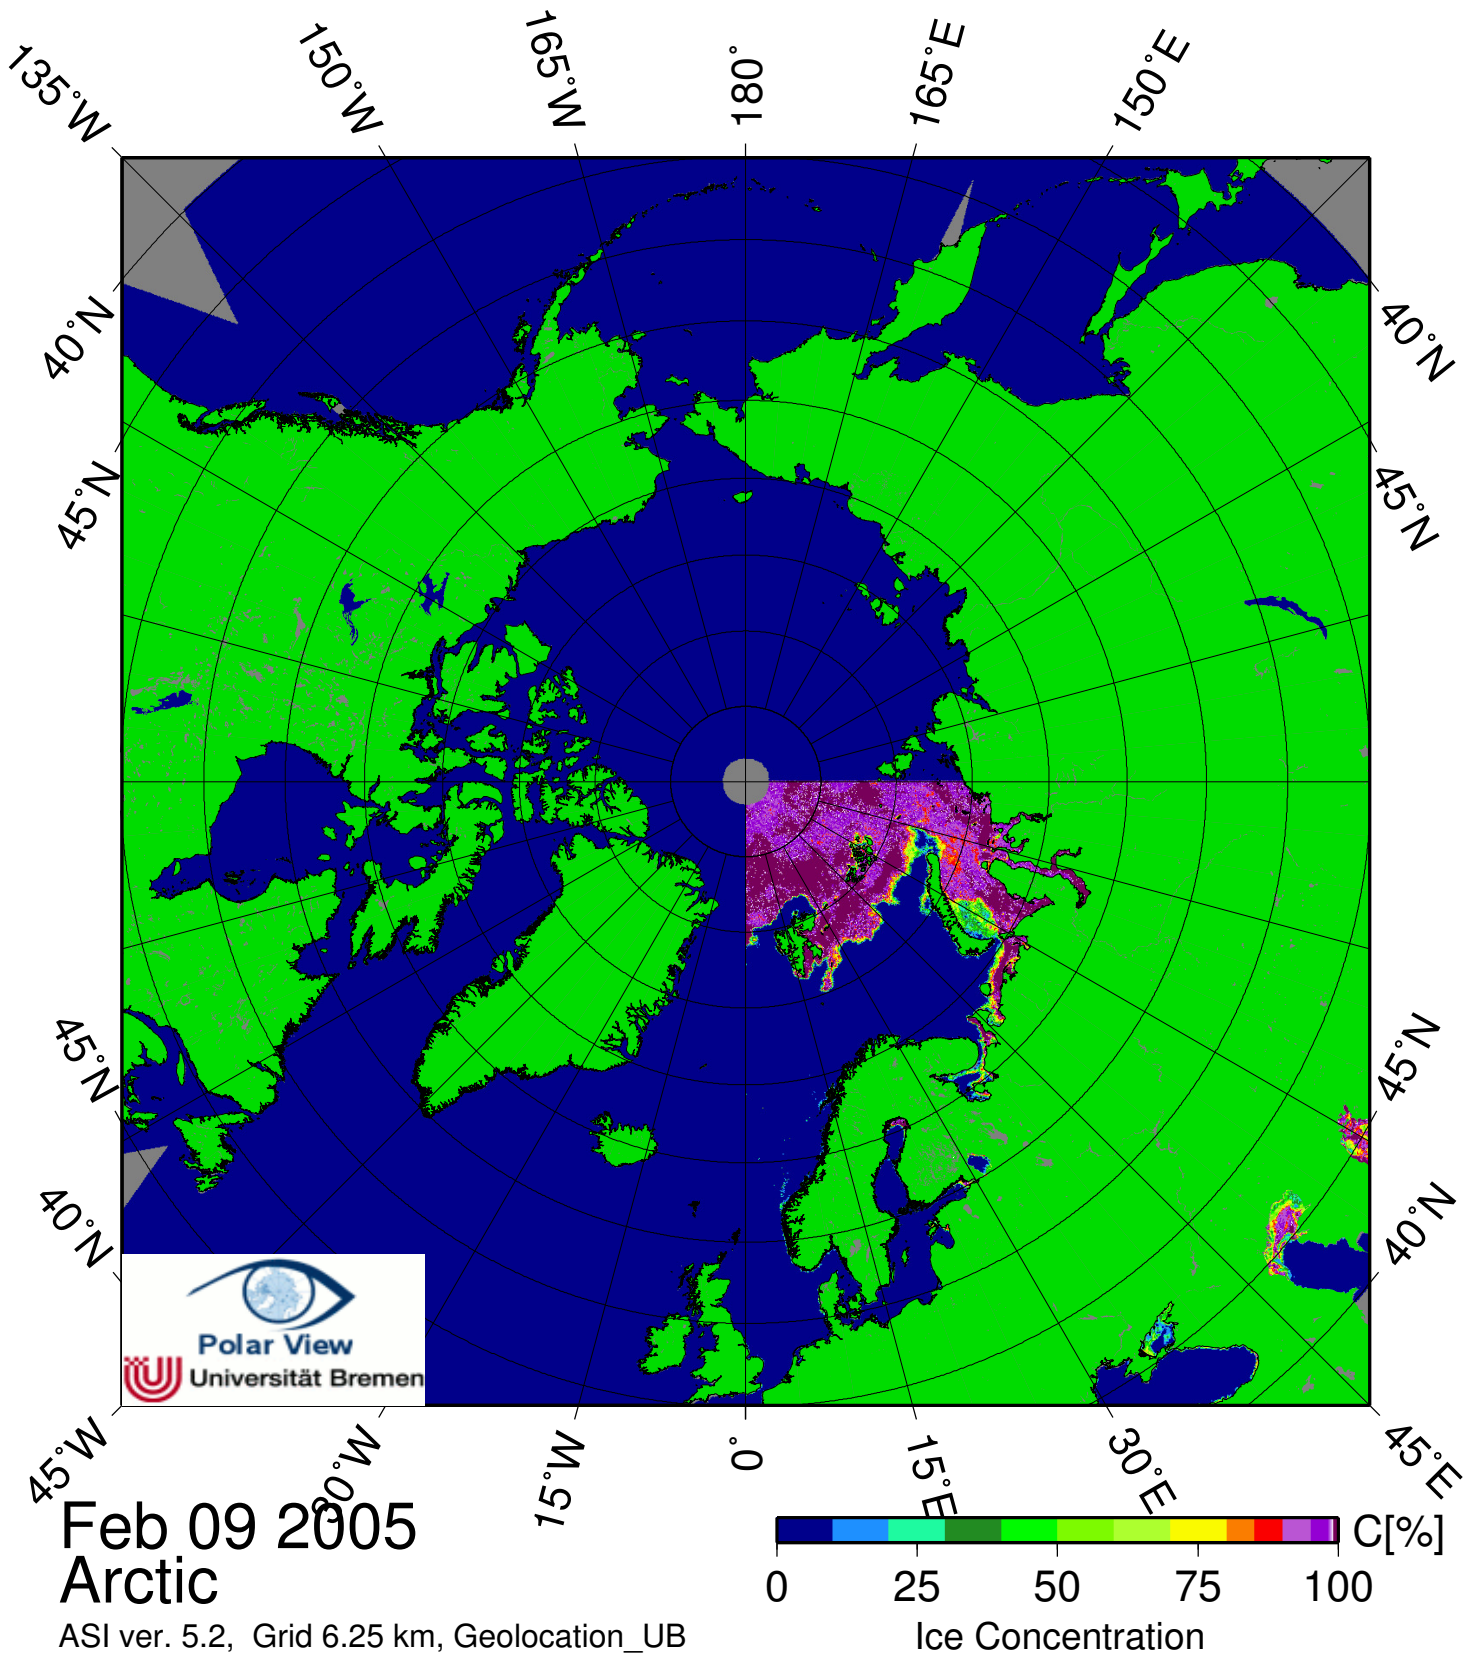 135°W
150°W
165°W
180°
165°E
150°E
40°N
45°N
45°N
40°N
40°N
45°N
45°N
40°N
Polar View
Universität Bremen
45°W
30°W
15°W
0°
15°E
30°E
45°E
Feb 09 2005
Arctic
ASI ver. 5.2, Grid 6.25 km, Geolocation_UB
C[%]
0 25 50 75 100
Ice Concentration